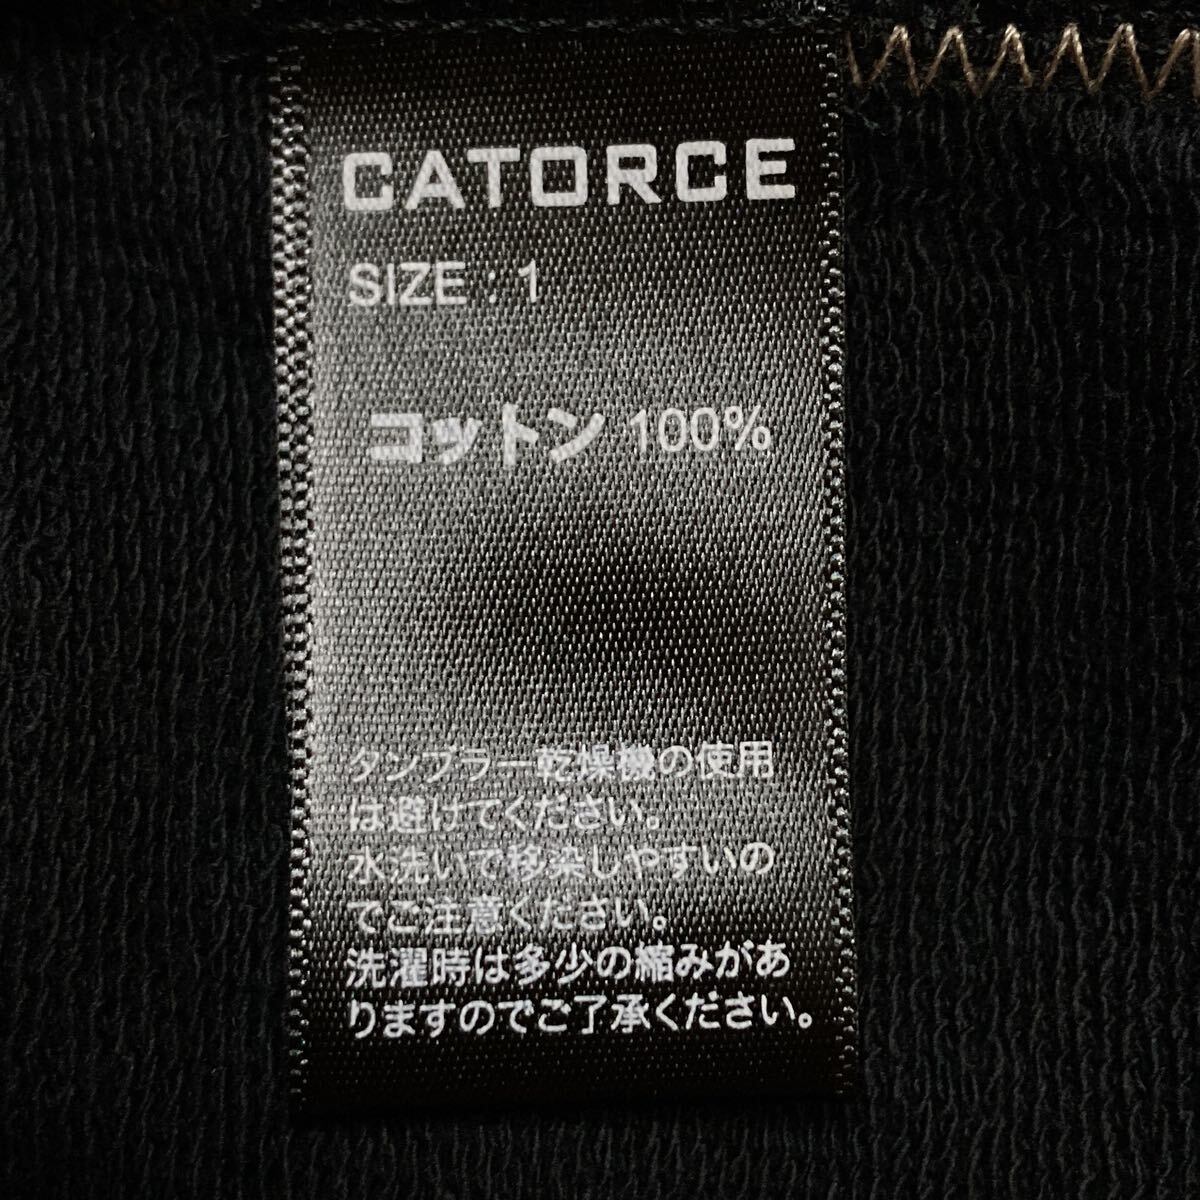 CATORCE
SIZE : 1
コットン 100%
タンブラー乾燥機の使用
は避けてください。
水洗いで移染しやすいの
でご注意ください。
洗濯時は多少の縮みがあ
りますのでご了承ください。